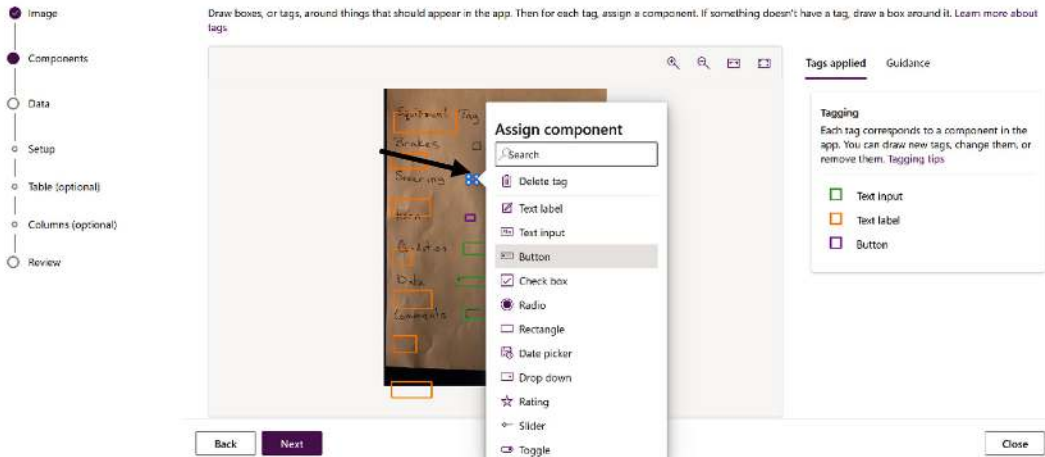 Image
Draw boxes, or tags, around things that should appear in the app. Then for each tag, assign a component. If something doesn't have a tag, draw a box around it. Learn more about
tags
Components
Data
Setup
Table (optional)
Columns (optional)
Review
Equipment Tag
Brakes
Steering
Horn
Date
Comments
Assign component
Search
Delete tag
Text label
Text input
Button
Check box
Radio
Rectangle
Date picker
Drop down
Rating
Slider
Toggle
Tags applied Guidance
Tagging
Each tag corresponds to a component in the
app. You can draw new tags, change them, or
remove them. Tagging tips
Text input
Text label
Button
Back Next
Close